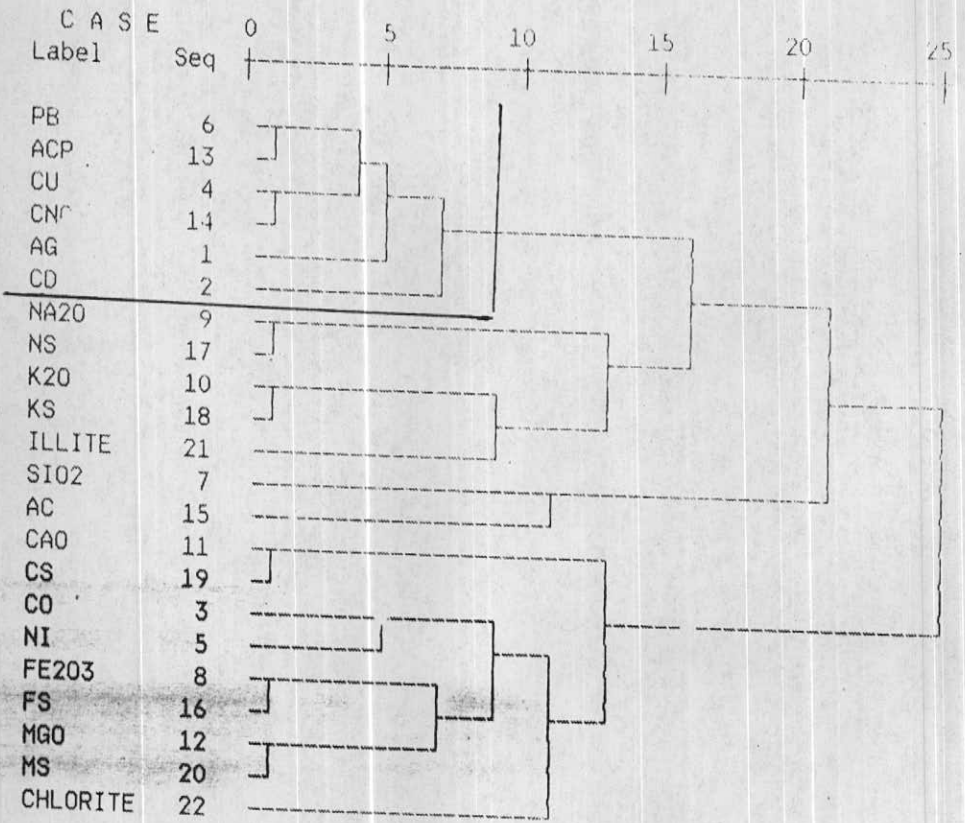 C A S E 0 5 10 15 20 25
Label Seq
PB 6
ACP 13
CU 4
14
AG 1
CD 2
NA2O 9
NS 17
K2O 10
KS 18
ILLITE 21
SIO2 7
AC 15
CAO 11
CS 19
CO 3
NI 5
FE2O3 8
FS 16
MGO 12
MS 20
CHLORITE 22